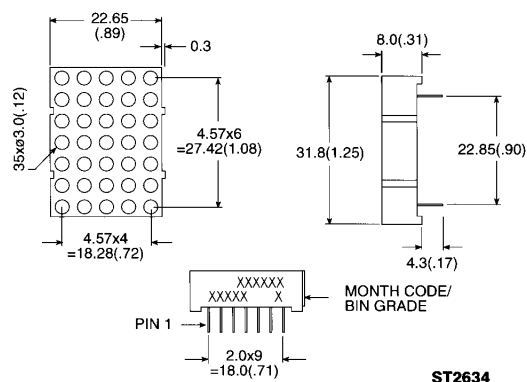 22.65
(.89)
0.3
35xø3.0(.12)
4.57x6
=27.42(1.08)
4.57x4
=18.28(.72)
8.0(.31)
31.8(1.25)
22.85(.90)
4.3(.17)
XXXXXX
XXXXX X
MONTH CODE/
BIN GRADE
PIN 1
2.0x9
=18.0(.71)
ST2634